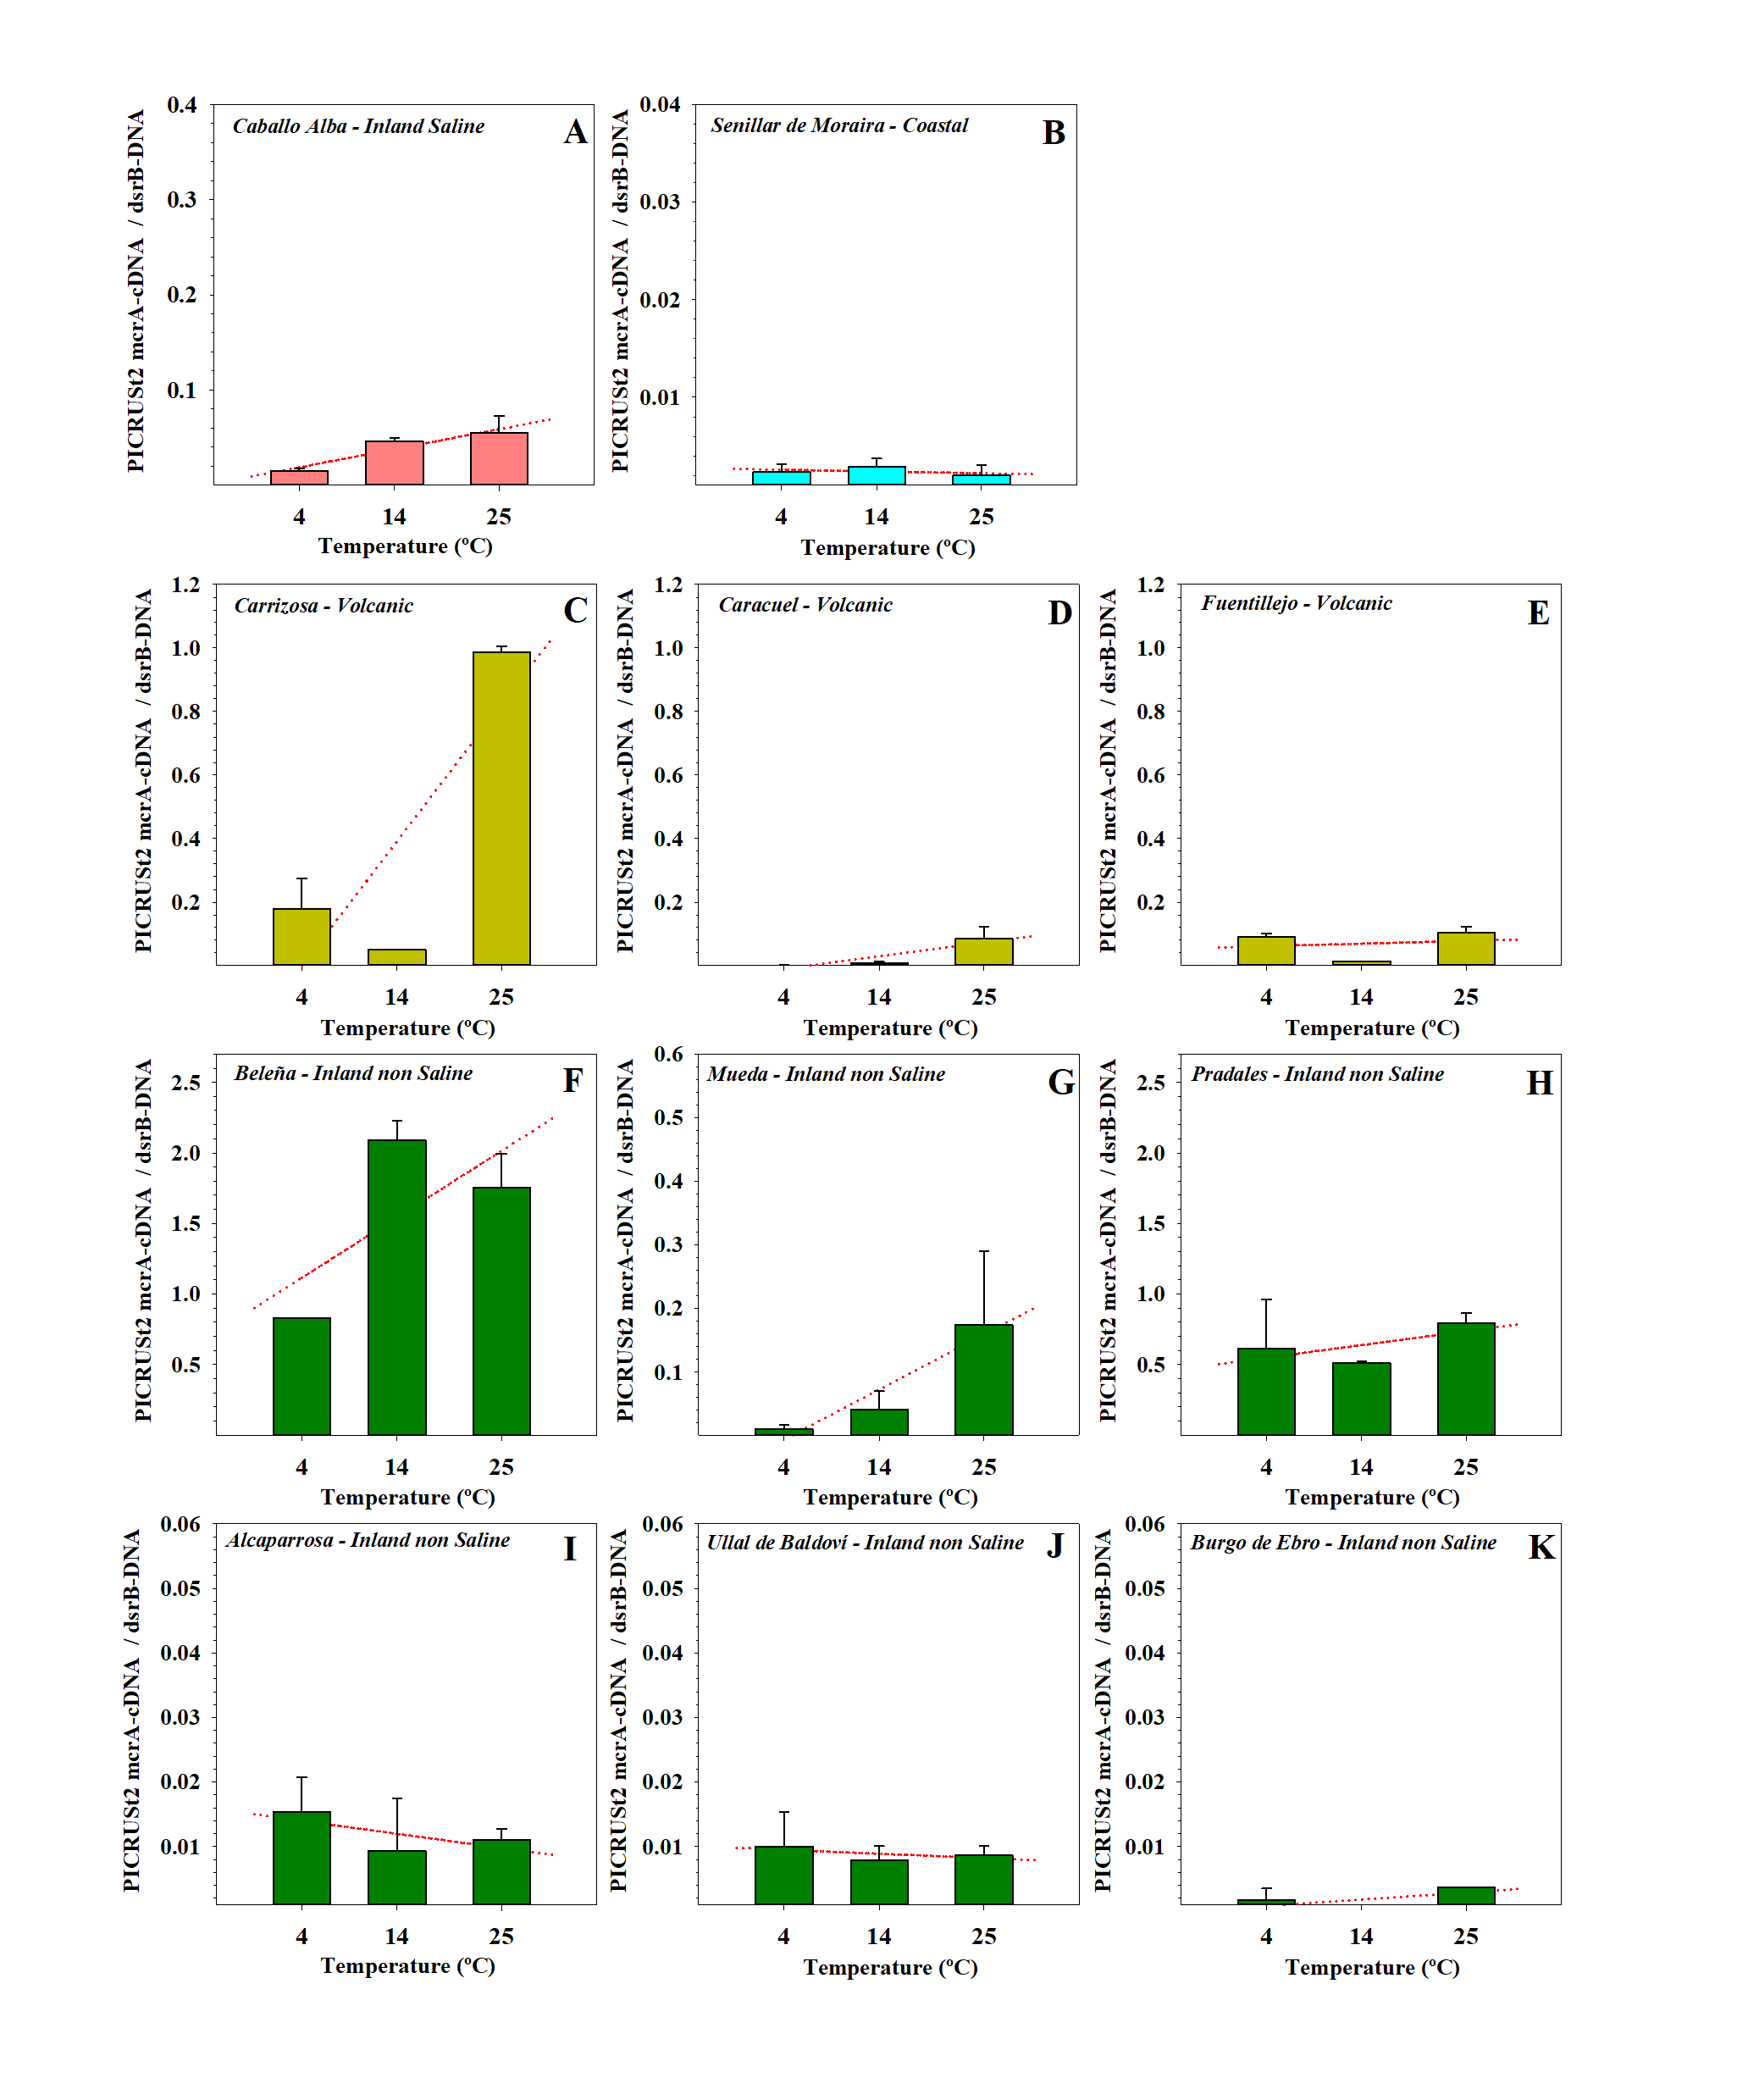 PICRUSt2 mcrA-cDNA / dsrB-DNA
0.4
0.3
0.2
0.1
Caballo Alba - Inland Saline
A
4 14 25
Temperature (ºC)
PICRUSt2 mcrA-cDNA / dsrB-DNA
0.04
0.03
0.02
0.01
Senillar de Moraira - Coastal
B
4 14 25
Temperature (ºC)
PICRUSt2 mcrA-cDNA / dsrB-DNA
1.2
1.0
0.8
0.6
0.4
0.2
Carrizosa - Volcanic
C
4 14 25
Temperature (ºC)
PICRUSt2 mcrA-cDNA / dsrB-DNA
1.2
1.0
0.8
0.6
0.4
0.2
Caracuel - Volcanic
D
4 14 25
Temperature (ºC)
PICRUSt2 mcrA-cDNA / dsrB-DNA
1.2
1.0
0.8
0.6
0.4
0.2
Fuentillejo - Volcanic
E
4 14 25
Temperature (ºC)
PICRUSt2 mcrA-cDNA / dsrB-DNA
2.5
2.0
1.5
1.0
0.5
Beleña - Inland non Saline
F
4 14 25
Temperature (ºC)
PICRUSt2 mcrA-cDNA / dsrB-DNA
0.6
0.5
0.4
0.3
0.2
0.1
Mueda - Inland non Saline
G
4 14 25
Temperature (ºC)
PICRUSt2 mcrA-cDNA / dsrB-DNA
2.5
2.0
1.5
1.0
0.5
Pradales - Inland non Saline
H
4 14 25
Temperature (ºC)
PICRUSt2 mcrA-cDNA / dsrB-DNA
0.06
0.05
0.04
0.03
0.02
0.01
Alcaparrosa - Inland non Saline
I
4 14 25
Temperature (ºC)
PICRUSt2 mcrA-cDNA / dsrB-DNA
0.06
0.05
0.04
0.03
0.02
0.01
Ullal de Baldoví - Inland non Saline
J
4 14 25
Temperature (ºC)
PICRUSt2 mcrA-cDNA / dsrB-DNA
0.06
0.05
0.04
0.03
0.02
0.01
Burgo de Ebro - Inland non Saline
K
4 14 25
Temperature (ºC)